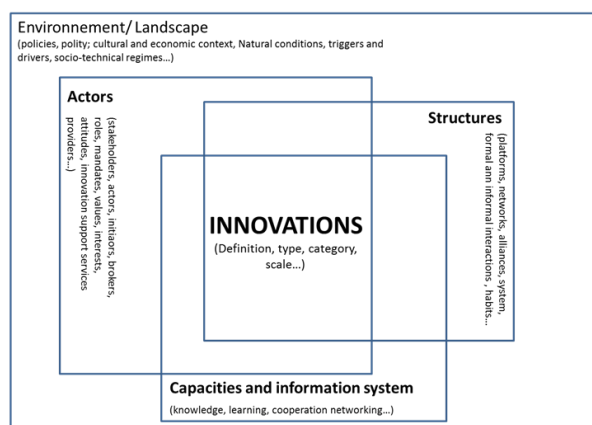 Environnement/ Landscape
(policies, polity; cultural and economic context, Natural conditions, triggers and
drivers, socio-technical regimes…)
Actors
(stakeholders, actors, initiaors, brokers,
roles, mandates, values, interests,
attitudes, innovation support services
providers…)
Structures
(platforms, networks, alliances, system,
formal ann informal interactions , habits…
INNOVATIONS
(Definition, type, category,
scale…)
Capacities and information system
(knowledge, learning, cooperation networking…)